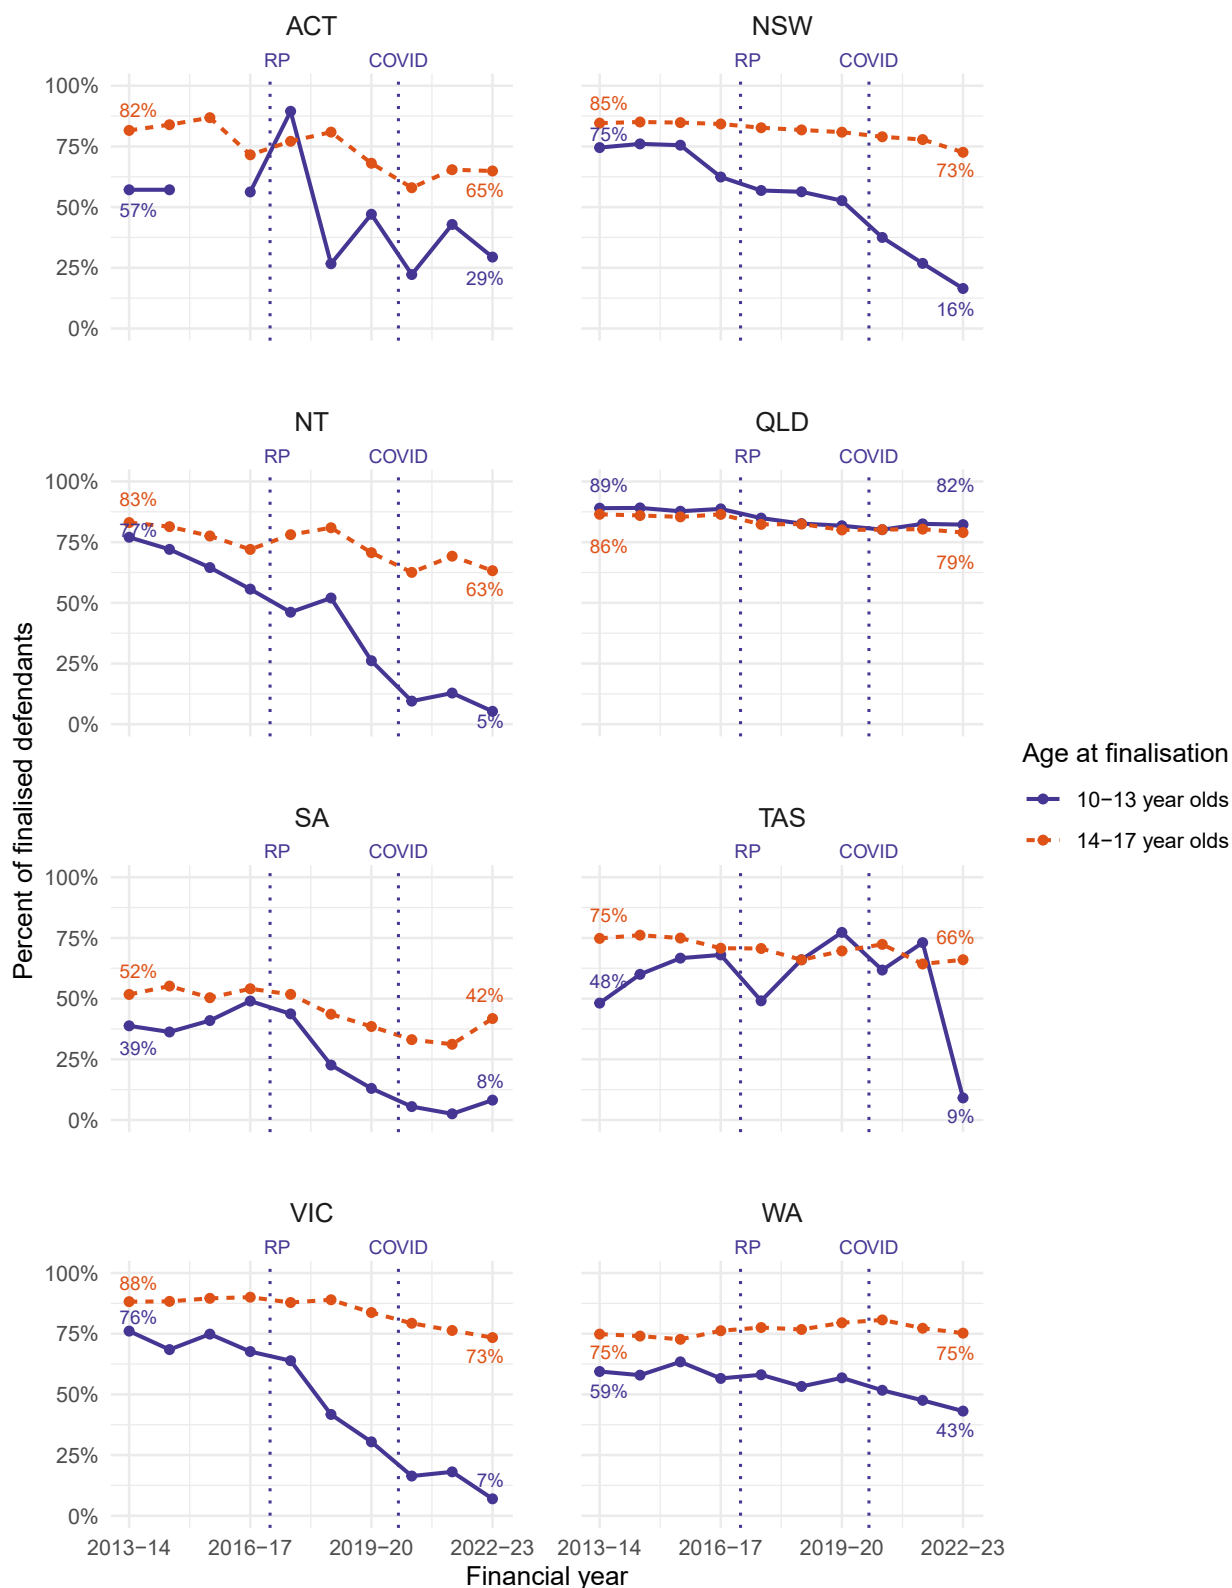 ACT
RP
COVID
100%
75%
50%
25%
0%
82%
57%
65%
29%
NSW
RP
COVID
85%
75%
73%
16%
NT
RP
COVID
100%
75%
50%
25%
0%
83%
77%
63%
5%
QLD
RP
COVID
89%
86%
82%
79%
Percent of finalised defendants
SA
RP
COVID
100%
75%
50%
25%
0%
52%
39%
42%
8%
TAS
RP
COVID
75%
48%
66%
9%
VIC
RP
COVID
100%
75%
50%
25%
0%
88%
76%
73%
7%
2013−14
2016−17
2019−20
2022−23
WA
RP
COVID
75%
59%
75%
43%
2013−14
2016−17
2019−20
2022−23
Financial year
Age at finalisation
10−13 year olds
14−17 year olds